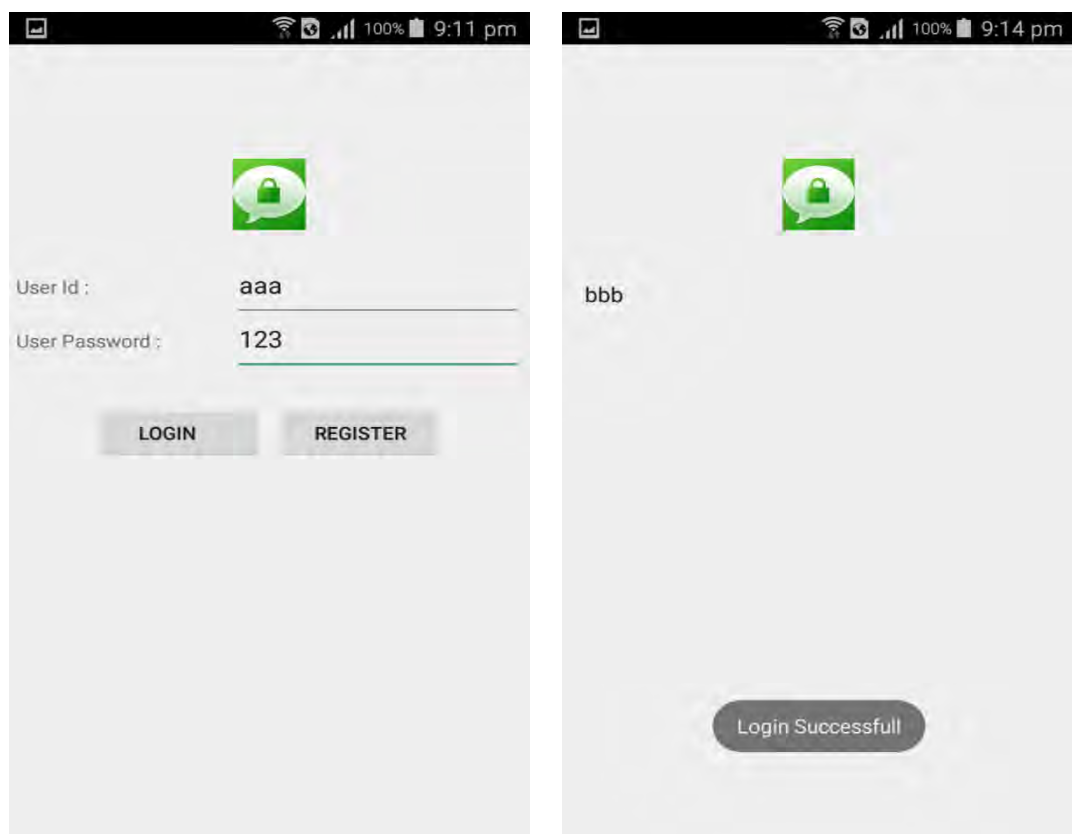 100% 9:11 pm
User Id : aaa
User Password : 123
LOGIN REGISTER
100% 9:14 pm
bbb
Login Successfull